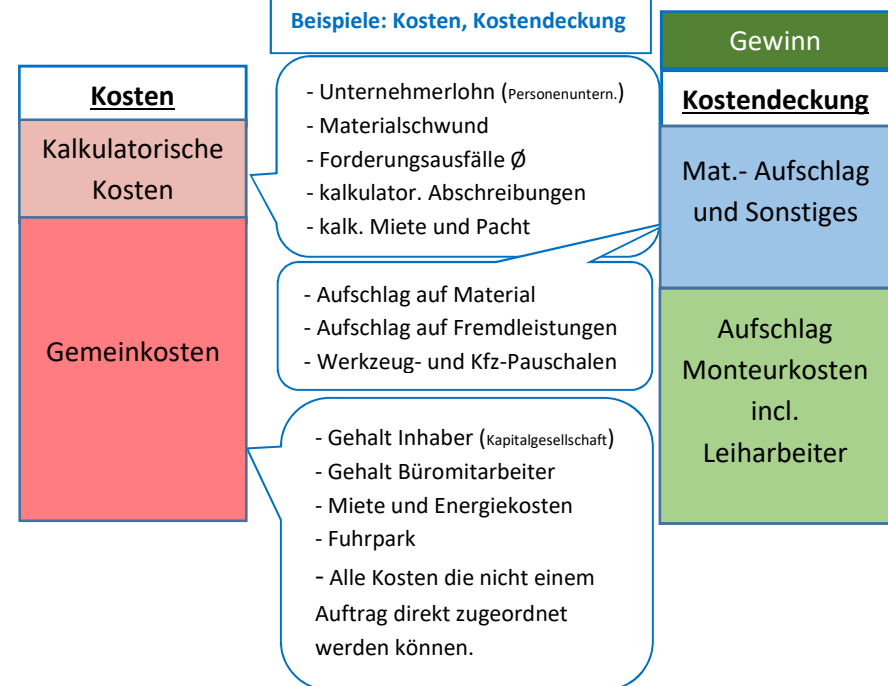 Beispiele: Kosten, Kostendeckung
Kosten
Kalkulatorische
Kosten
Gemeinkosten
- Unternehmerlohn (Personenuntern.)
- Materialschwund
- Forderungsausfälle Ø
- kalkulator. Abschreibungen
- kalk. Miete und Pacht
- Aufschlag auf Material
- Aufschlag auf Fremdleistungen
- Werkzeug- und Kfz-Pauschalen
- Gehalt Inhaber (Kapitalgesellschaft)
- Gehalt Büromitarbeiter
- Miete und Energiekosten
- Fuhrpark
- Alle Kosten die nicht einem
Auftrag direkt zugeordnet
werden können.
Gewinn
Kostendeckung
Mat.- Aufschlag
und Sonstiges
Aufschlag
Monteurkosten
incl.
Leiharbeiter